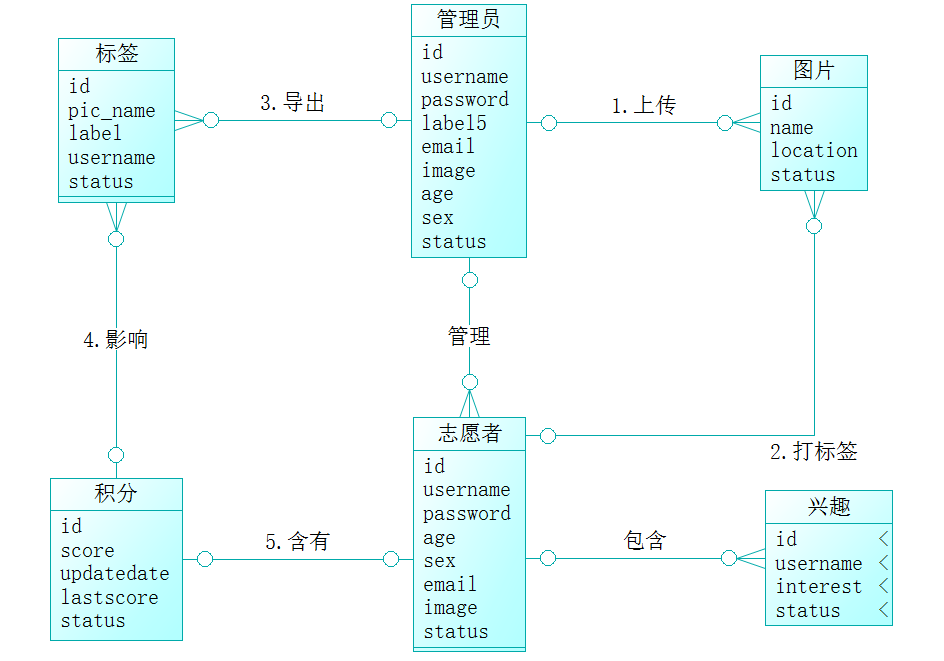 标签
id
pic_name
label
username
status
3.导出
管理员
id
username
password
label5
email
image
age
sex
status
1.上传
图片
id
name
location
status
4.影响
管理
2.打标签
积分
id
score
updatedate
lastscore
status
5.含有
志愿者
id
username
password
age
sex
email
image
status
包含
兴趣
id <
username <
interest <
status <